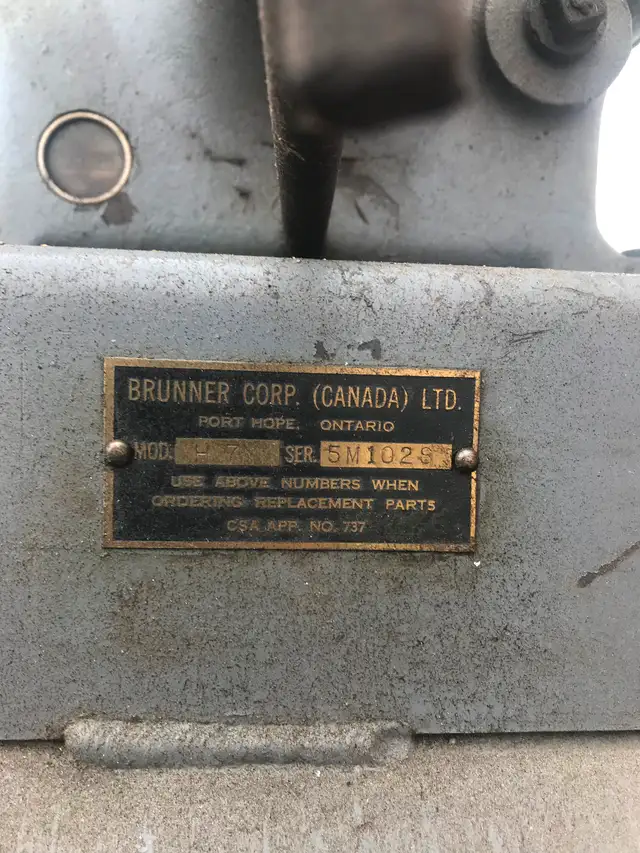 BRUNNER CORP. (CANADA) LTD.
PORT HOPE, ONTARIO
MOD. H 7 SER. 5M1028
USE ABOVE NUMBERS WHEN
ORDERING REPLACEMENT PARTS
CSA APP. NO. 737